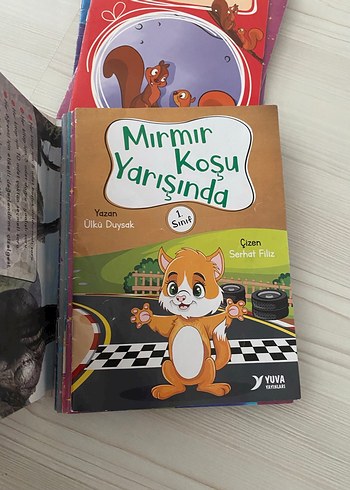 Mırmır
Koşu
Yarışında
Yazan
Ülkü Duysak
1.
Sınıf
Çizen
Serhat Filiz
YUVA
YAYINLARI